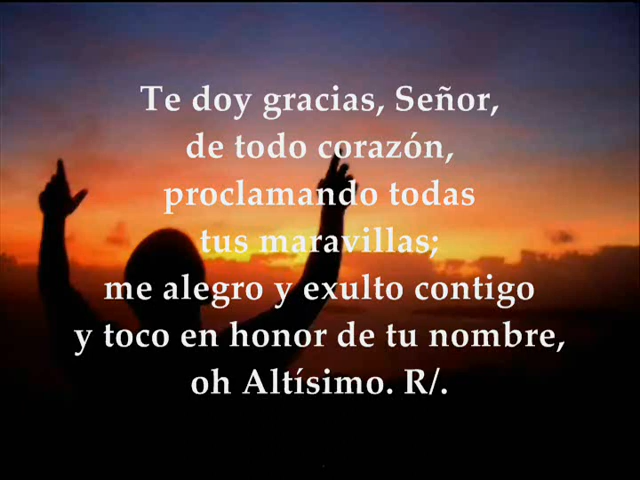 Te doy gracias, Señor,
de todo corazón,
proclamando todas
tus maravillas;
me alegro y exulto contigo
y toco en honor de tu nombre,
oh Altísimo. R/.